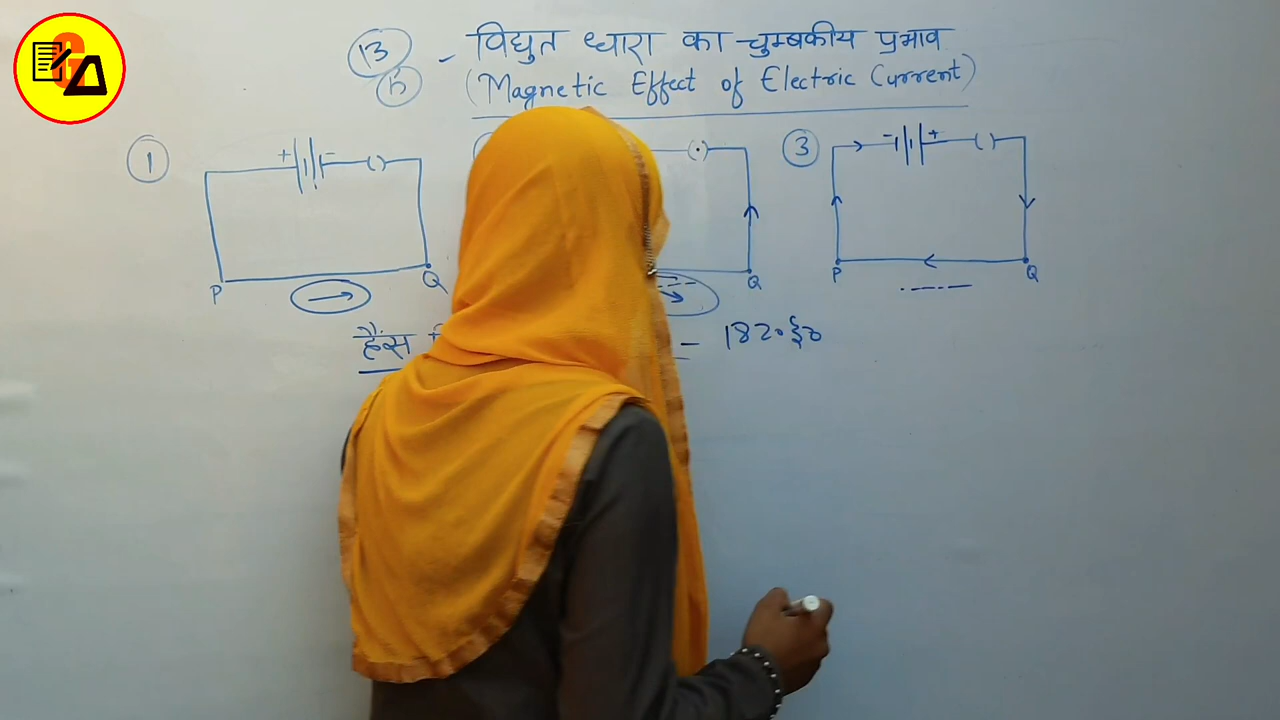 13 - विद्युत धारा का चुम्बकीय प्रभाव
h (Magnetic Effect of Electric Current)
1 + - ( ) P Q
(·) Q
3 - + ( ) P Q
हैंस - 1820 ई०